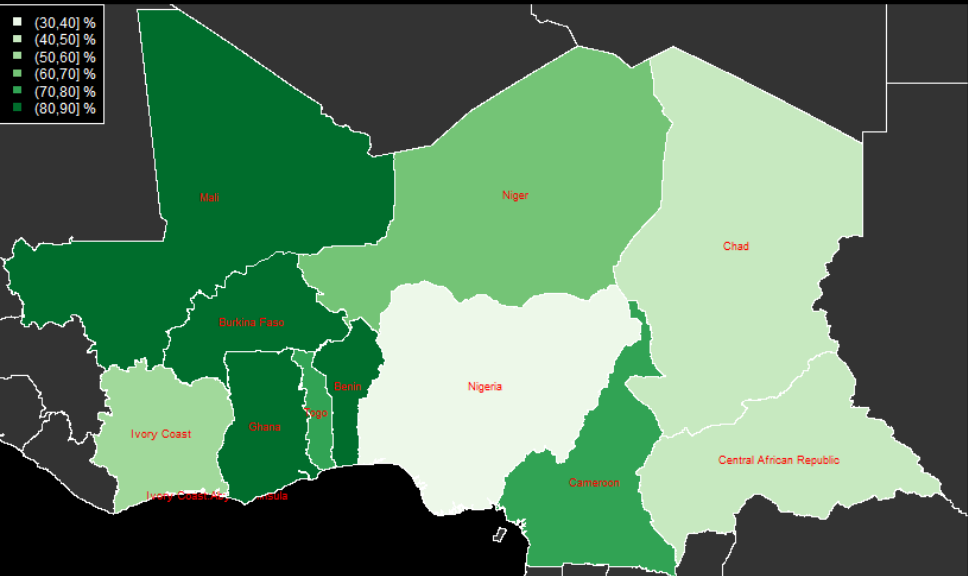 (30,40] %
(40,50] %
(50,60] %
(60,70] %
(70,80] %
(80,90] %
Mali
Niger
Chad
Burkina Faso
Benin
Nigeria
Togo
Ghana
Ivory Coast
Central African Republic
Cameroon
Ivory Coast